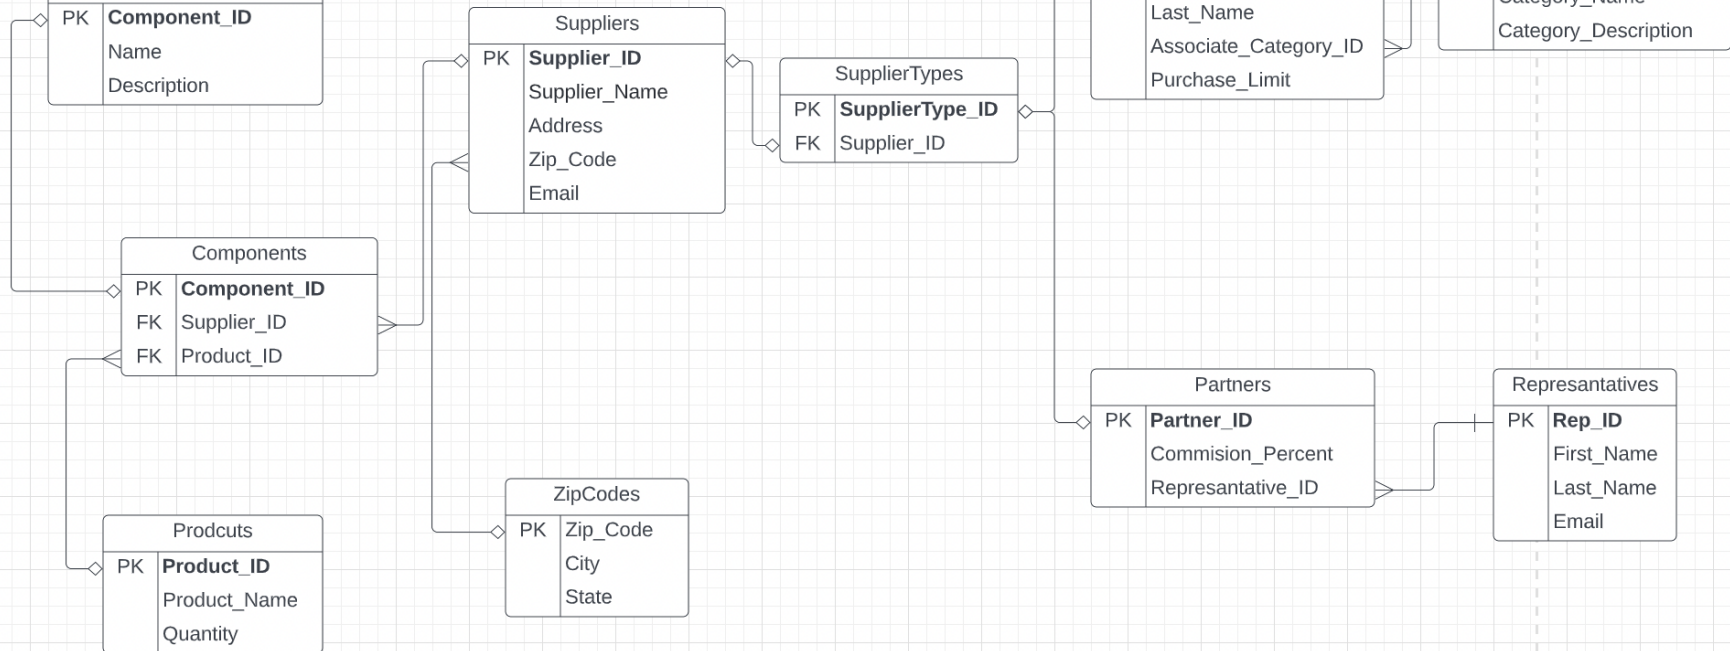 PK Component_ID
Name
Description
Suppliers
PK Supplier_ID
Supplier_Name
Address
Zip_Code
Email
SupplierTypes
PK SupplierType_ID
FK Supplier_ID
Last_Name
Associate_Category_ID
Purchase_Limit
Category_Name
Category_Description
Components
PK Component_ID
FK Supplier_ID
FK Product_ID
Partners
PK Partner_ID
Commision_Percent
Represantative_ID
Represantatives
PK Rep_ID
First_Name
Last_Name
Email
ZipCodes
PK Zip_Code
City
State
Prodcuts
PK Product_ID
Product_Name
Quantity